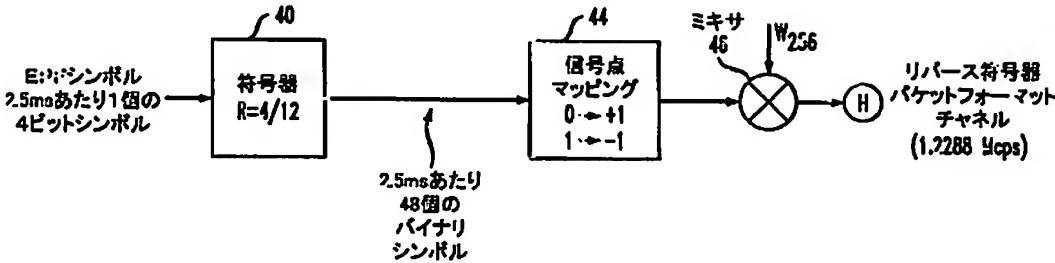 40
44
ミキサ
46
シンボル
2.5msあたり1個の
4ビットシンボル
符号器
R=4/12
信号点
マッピング
0→+1
1→-1
H
リバース符号器
パケットフォーマット
チャネル
(1.2288 Mcps)
2.5msあたり
48個の
バイナリ
シンボル